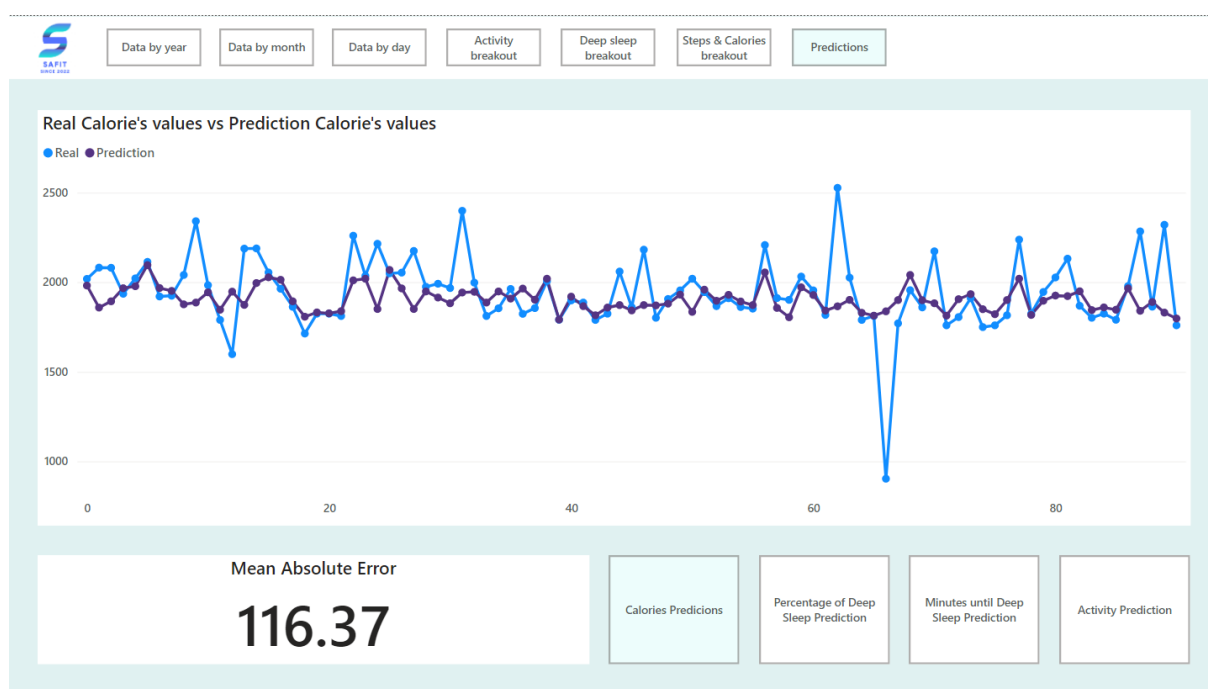 SAFIT
SINCE 2022
Data by year
Data by month
Data by day
Activity
breakout
Deep sleep
breakout
Steps & Calories
breakout
Predictions
Real Calorie's values vs Prediction Calorie's values
Real Prediction
2500
2000
1500
1000
0 20 40 60 80
Mean Absolute Error
116.37
Calories Predicions
Percentage of Deep
Sleep Prediction
Minutes until Deep
Sleep Prediction
Activity Prediction